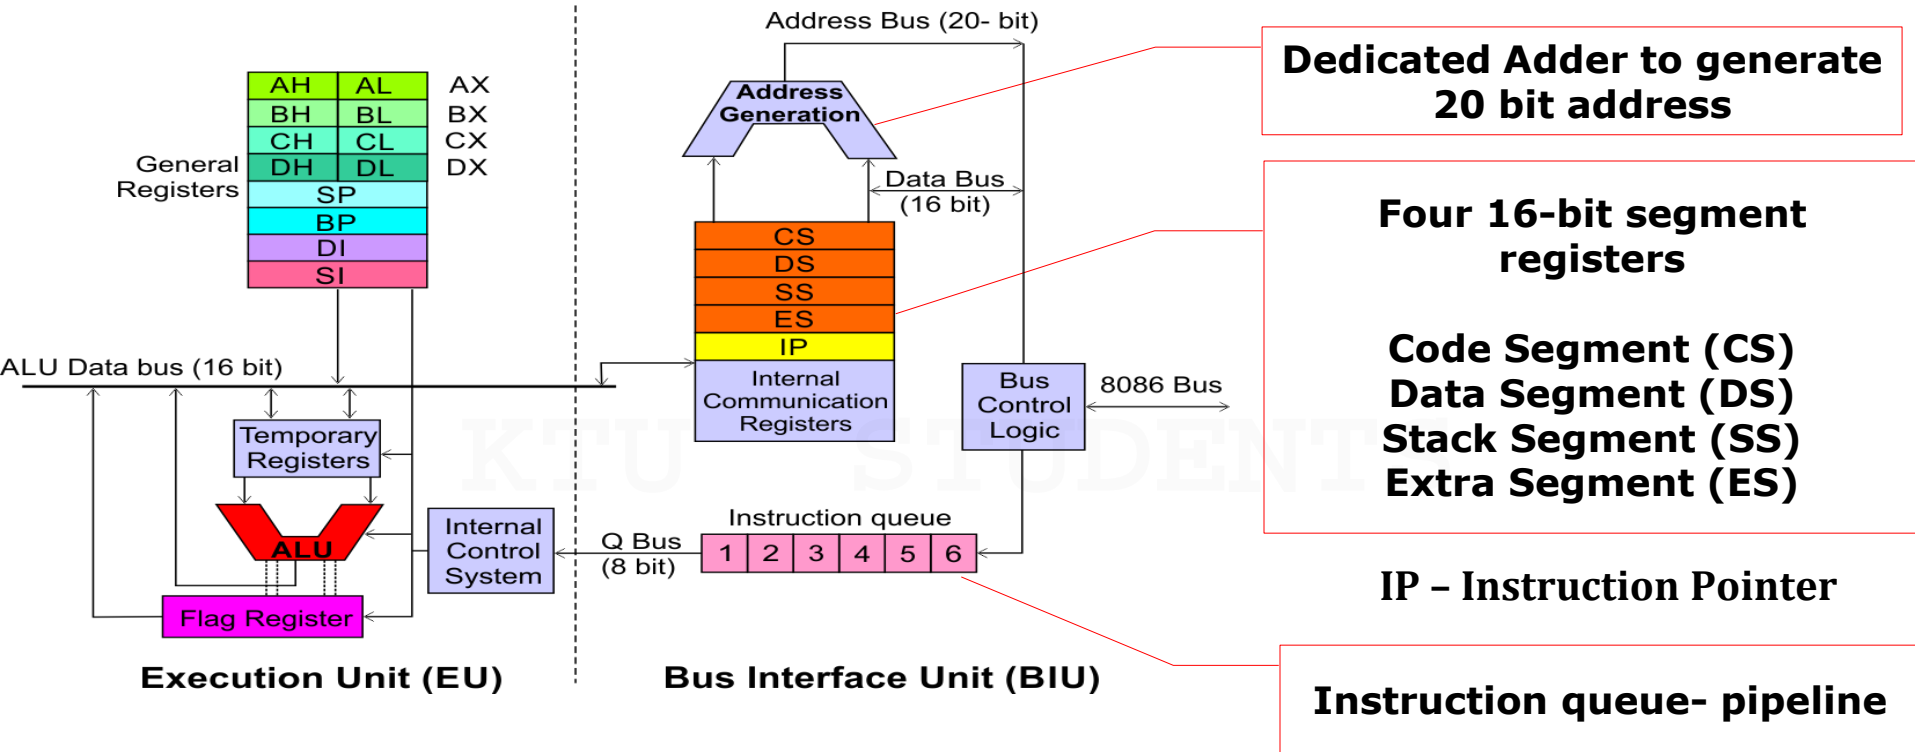 Address Bus (20- bit)
Dedicated Adder to generate
20 bit address
AH AL AX
BH BL BX
CH CL CX
DH DL DX
General
Registers
SP
BP
DI
SI
Address
Generation
Data Bus
(16 bit)
CS
DS
SS
ES
IP
Internal
Communication
Registers
Four 16-bit segment
registers
Code Segment (CS)
Data Segment (DS)
Stack Segment (SS)
Extra Segment (ES)
ALU Data bus (16 bit)
Bus
Control
Logic
8086 Bus
KTU STUDENTS
Temporary
Registers
ALU
Internal
Control
System
Q Bus
(8 bit)
Instruction queue
1 2 3 4 5 6
Flag Register
IP – Instruction Pointer
Execution Unit (EU)
Bus Interface Unit (BIU)
Instruction queue- pipeline